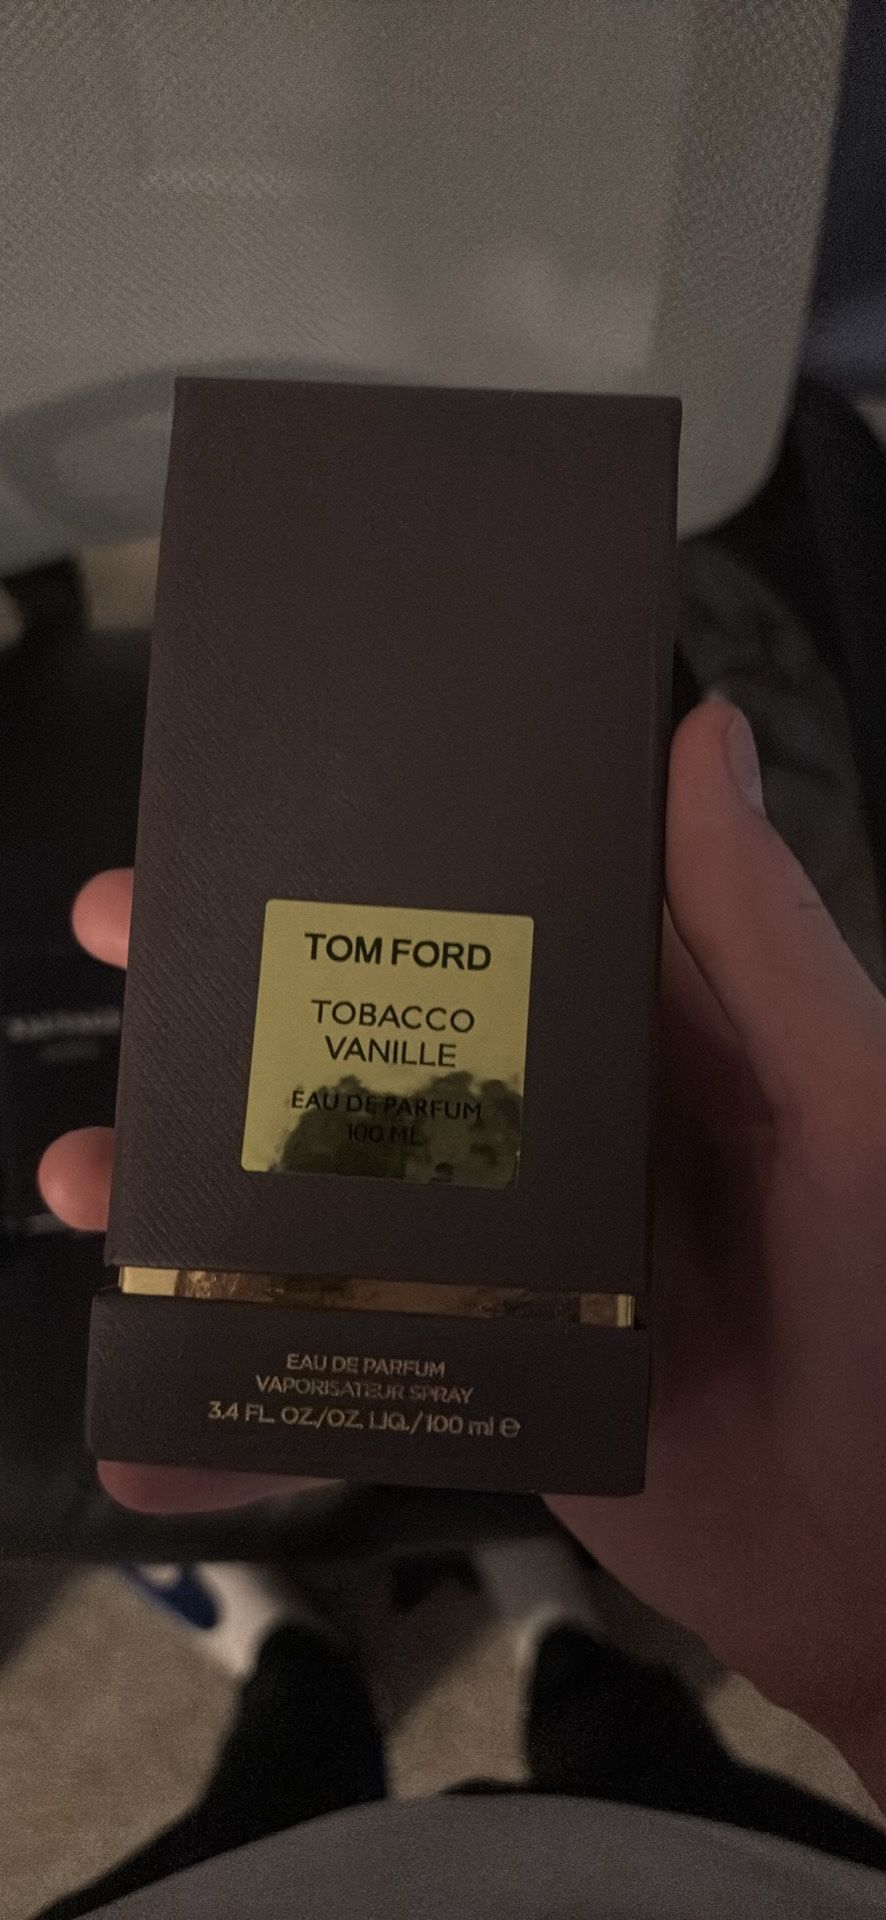 TOM FORD
TOBACCO
VANILLE
EAU DE PARFUM
100 ML
EAU DE PARFUM
VAPORISATEUR SPRAY
3.4 FL. OZ./OZ. LIQ./100 ml ℮